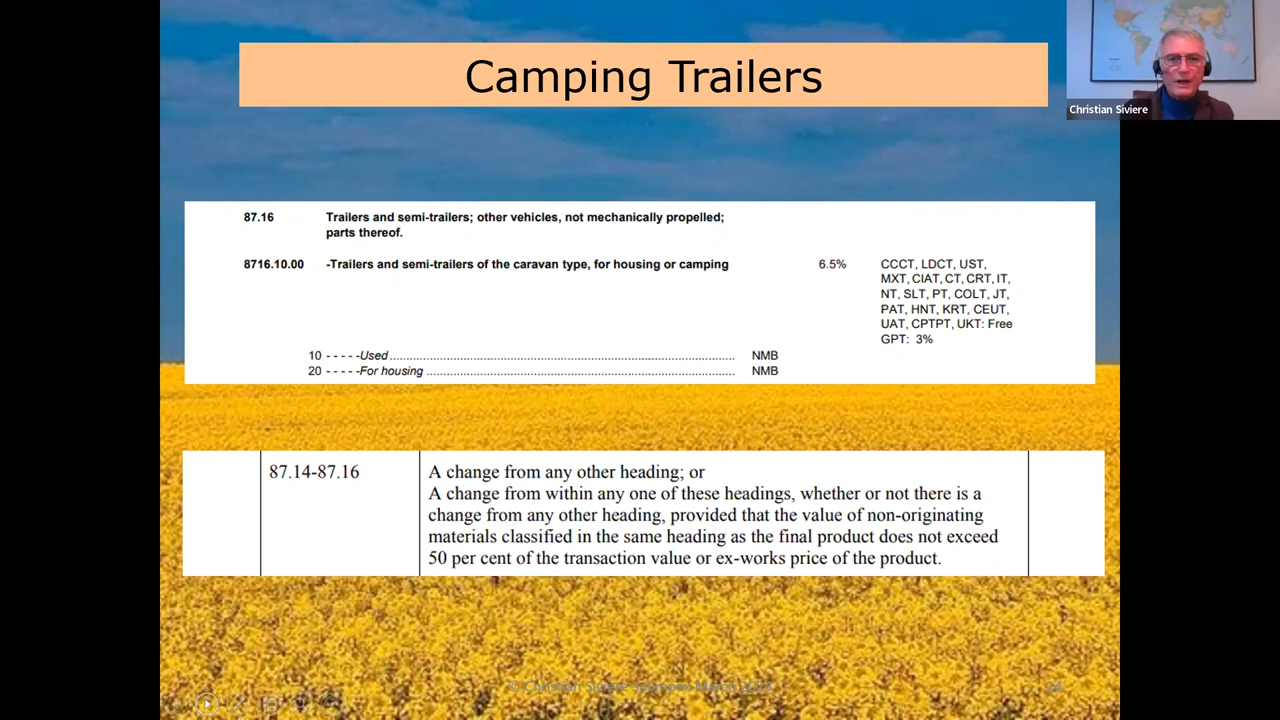 Camping Trailers
Christian Siviere
87.16 Trailers and semi-trailers; other vehicles, not mechanically propelled;
parts thereof.
8716.10.00 -Trailers and semi-trailers of the caravan type, for housing or camping 6.5% CCCT, LDCT, UST,
MXT, CIAT, CT, CRT, IT,
NT, SLT, PT, COLT, JT,
PAT, HNT, KRT, CEUT,
UAT, CPTPT, UKT: Free
GPT: 3%
10 - - - - -Used NMB
20 - - - - -For housing NMB
87.14-87.16 A change from any other heading; or
A change from within any one of these headings, whether or not there is a
change from any other heading, provided that the value of non-originating
materials classified in the same heading as the final product does not exceed
50 per cent of the transaction value or ex-works price of the product.
© Christian Siviere